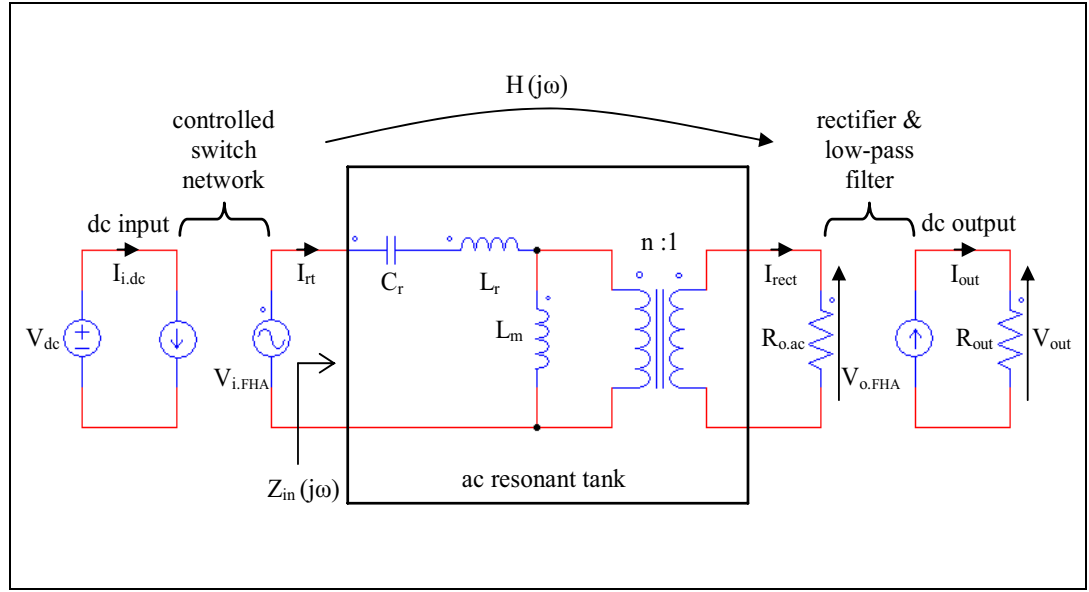 H (jω)
controlled
switch
network
rectifier &
low-pass
filter
dc input
dc output
n :1
I_i.dc
I_rt
C_r
L_r
I_rect
I_out
V_dc
L_m
R_o.ac
R_out
V_out
V_i.FHA
V_o.FHA
Z_in (jω)
ac resonant tank